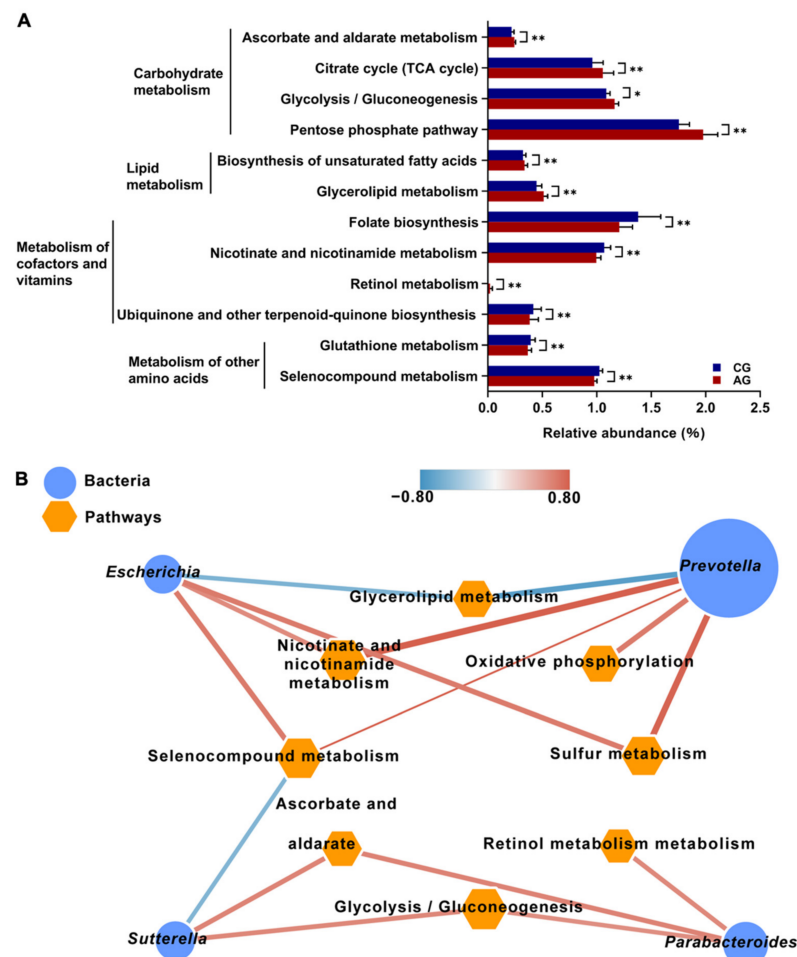 A
Carbohydrate
metabolism
Ascorbate and aldarate metabolism
**
Citrate cycle (TCA cycle)
**
Glycolysis / Gluconeogenesis
*
Pentose phosphate pathway
**
Lipid
metabolism
Biosynthesis of unsaturated fatty acids
**
Glycerolipid metabolism
**
Metabolism of
cofactors and
vitamins
Folate biosynthesis
**
Nicotinate and nicotinamide metabolism
**
Retinol metabolism
**
Ubiquinone and other terpenoid-quinone biosynthesis
**
Metabolism of other
amino acids
Glutathione metabolism
**
Selenocompound metabolism
**
CG
AG
0.0 0.5 1.0 1.5 2.0 2.5
Relative abundance (%)
B
Bacteria
Pathways
−0.80 0.80
Escherichia
Prevotella
Glycerolipid metabolism
Nicotinate and
nicotinamide
metabolism
Oxidative phosphorylation
Selenocompound metabolism
Sulfur metabolism
Ascorbate and
aldarate
Retinol metabolism metabolism
Glycolysis / Gluconeogenesis
Sutterella
Parabacteroides